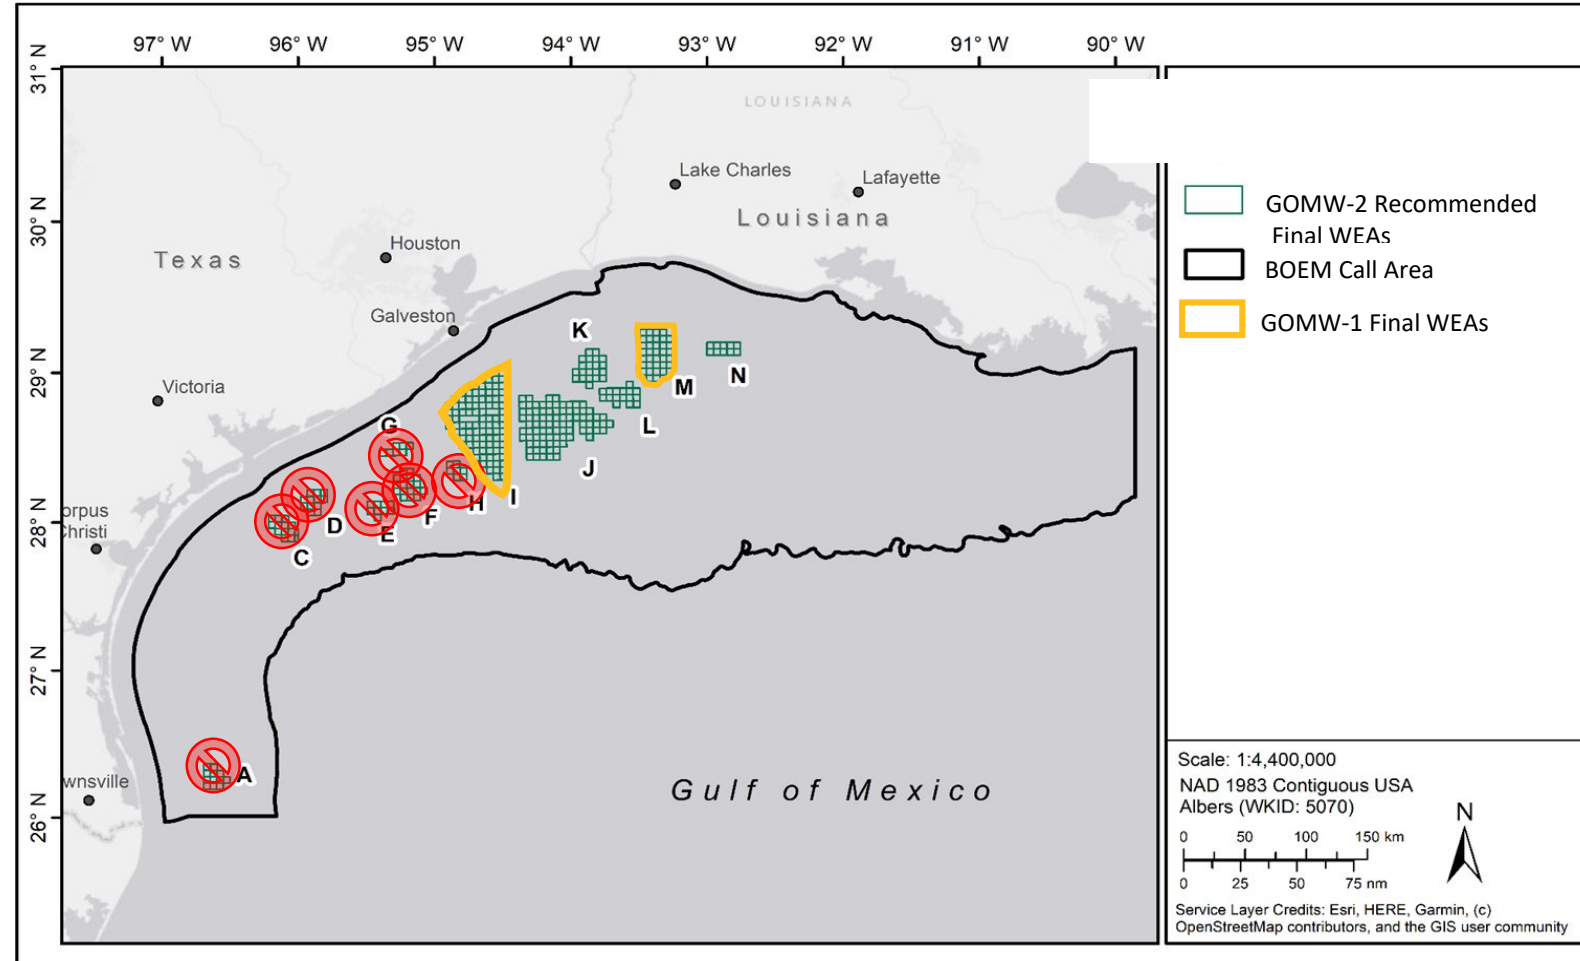 97° W 96° W 95° W 94° W 93° W 92° W 91° W 90° W
31° N
30° N
29° N
28° N
27° N
26° N
LOUISIANA
Lake Charles
Lafayette
Louisiana
Houston
Texas
Galveston
Victoria
orpus
Christi
wnsville
K
M
N
L
G
J
I
H
F
E
D
C
A
Gulf of Mexico
GOMW-2 Recommended
Final WEAs
BOEM Call Area
GOMW-1 Final WEAs
Scale: 1:4,400,000
NAD 1983 Contiguous USA
Albers (WKID: 5070)
N
0 50 100 150 km
0 25 50 75 nm
Service Layer Credits: Esri, HERE, Garmin, (c)
OpenStreetMap contributors, and the GIS user community